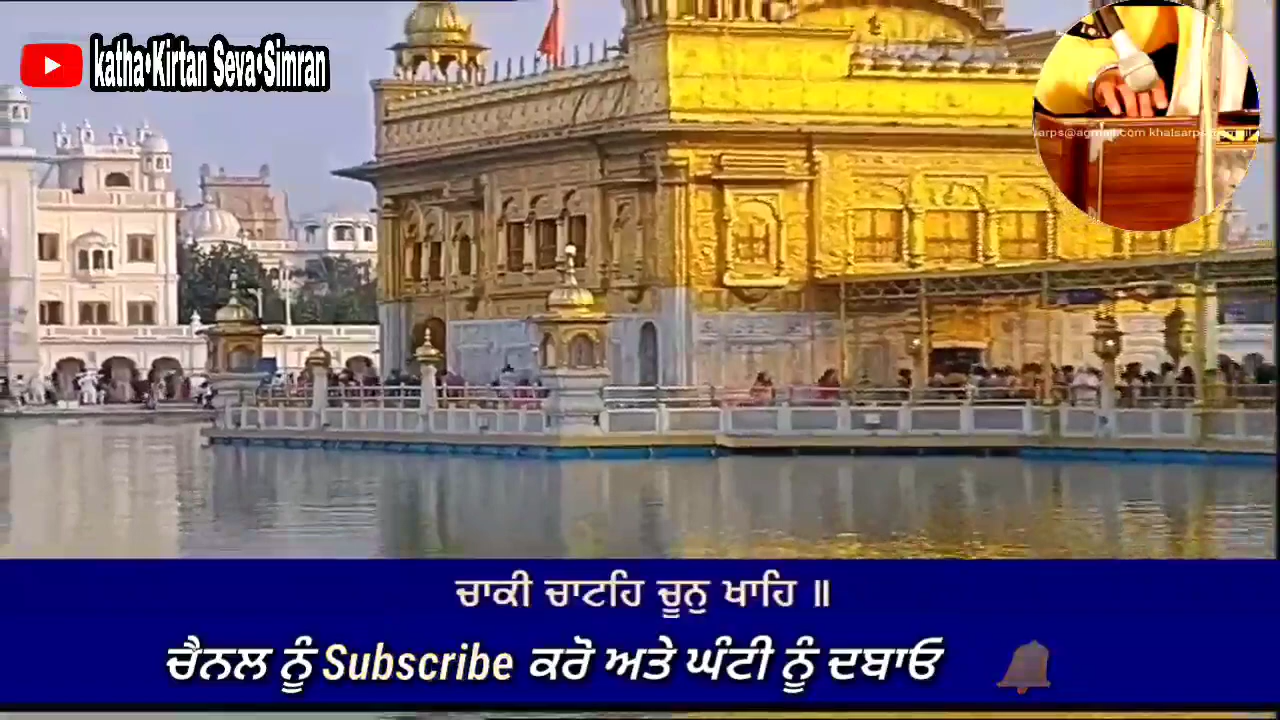 katha•Kirtan Seva•Simran
ਚਾਕੀ ਚਾਟਹਿ ਚੂਨੁ ਖਾਹਿ ॥
ਚੈਨਲ ਨੂੰ Subscribe ਕਰੋ ਅਤੇ ਘੰਟੀ ਨੂੰ ਦਬਾਓ